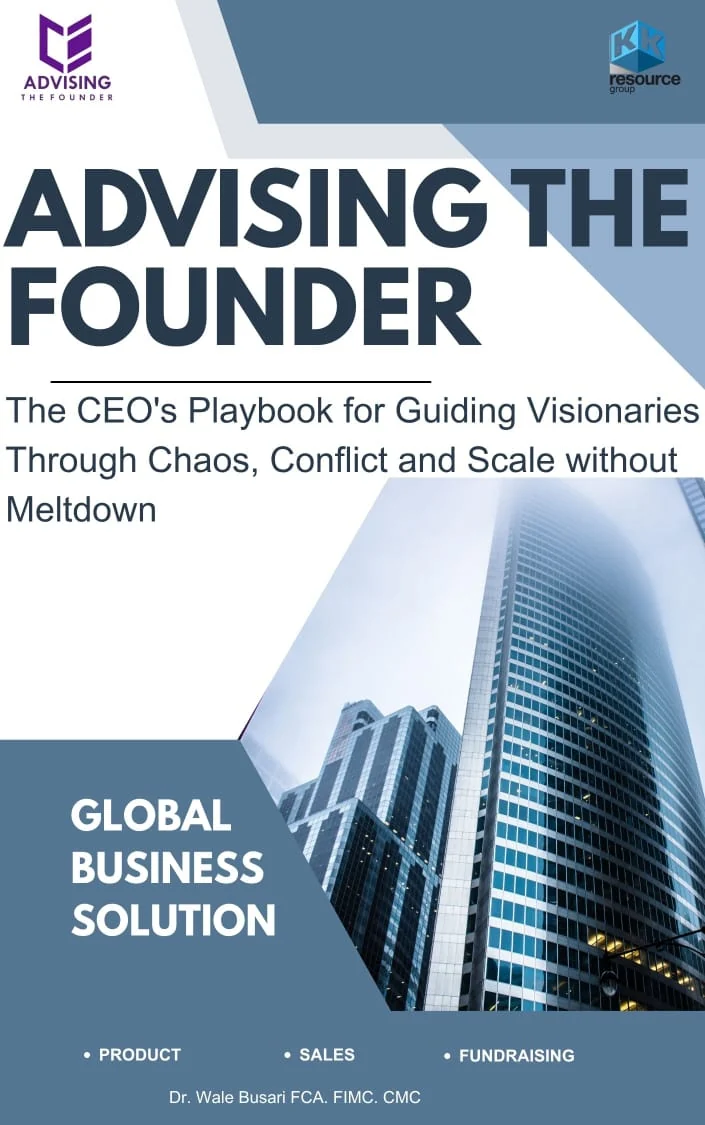 ADVISING
THE FOUNDER
KK
resource
group
ADVISING THE
FOUNDER
The CEO's Playbook for Guiding Visionaries
Through Chaos, Conflict and Scale without
Meltdown
GLOBAL
BUSINESS
SOLUTION
• PRODUCT
• SALES
• FUNDRAISING
Dr. Wale Busari FCA. FIMC. CMC